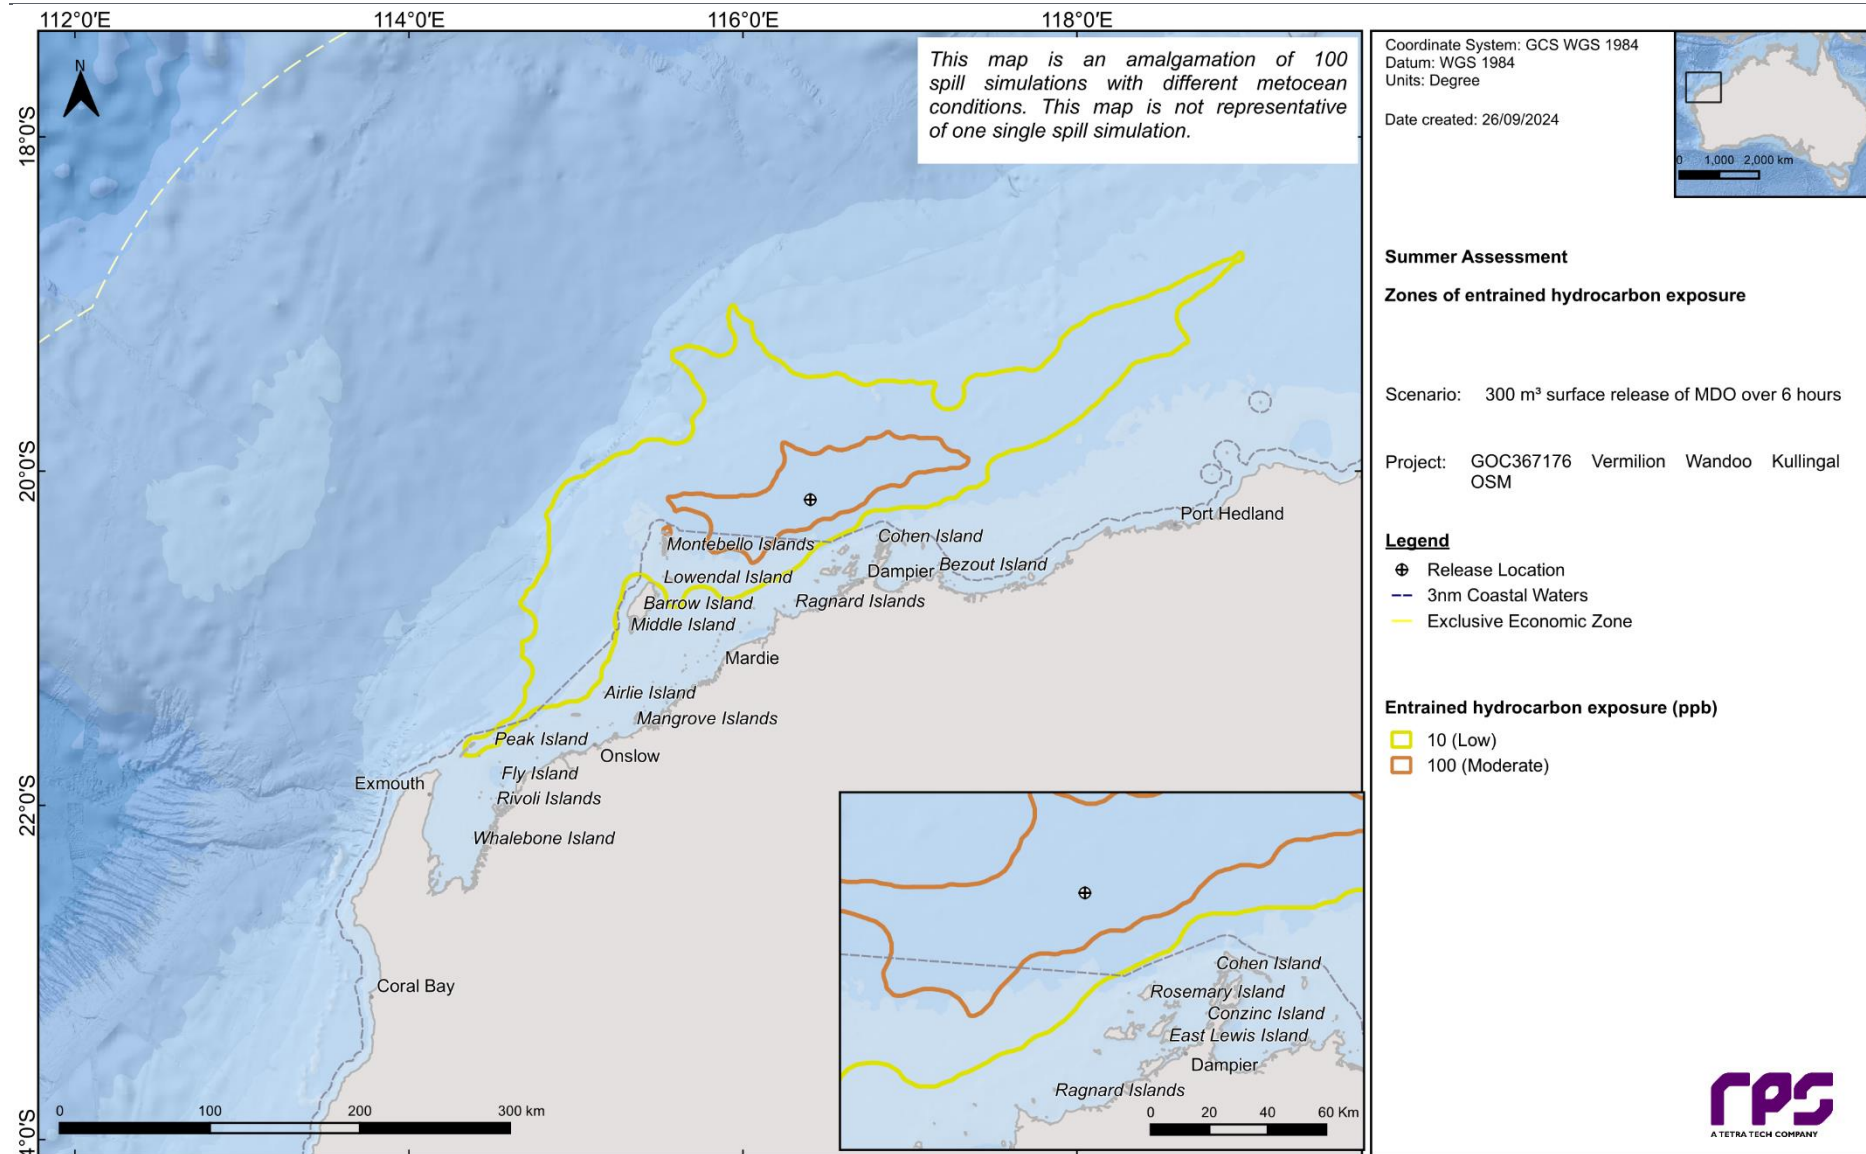 112°0'E 114°0'E 116°0'E 118°0'E
18°0'S
20°0'S
22°0'S
4°0'S
N
This map is an amalgamation of 100
spill simulations with different metocean
conditions. This map is not representative
of one single spill simulation.
Port Hedland
Cohen Island
Montebello Islands
Bezout Island
Dampier
Lowendal Island
Ragnard Islands
Barrow Island
Middle Island
Mardie
Airlie Island
Mangrove Islands
Peak Island
Onslow
Fly Island
Exmouth
Rivoli Islands
Whalebone Island
Coral Bay
0 100 200 300 km
Cohen Island
Rosemary Island
Conzinc Island
East Lewis Island
Dampier
Ragnard Islands
0 20 40 60 Km
Coordinate System: GCS WGS 1984
Datum: WGS 1984
Units: Degree
Date created: 26/09/2024
0 1,000 2,000 km
Summer Assessment
Zones of entrained hydrocarbon exposure
Scenario: 300 m³ surface release of MDO over 6 hours
Project: GOC367176 Vermilion Wandoo Kullingal
OSM
Legend
Release Location
3nm Coastal Waters
Exclusive Economic Zone
Entrained hydrocarbon exposure (ppb)
10 (Low)
100 (Moderate)
rps
A TETRA TECH COMPANY